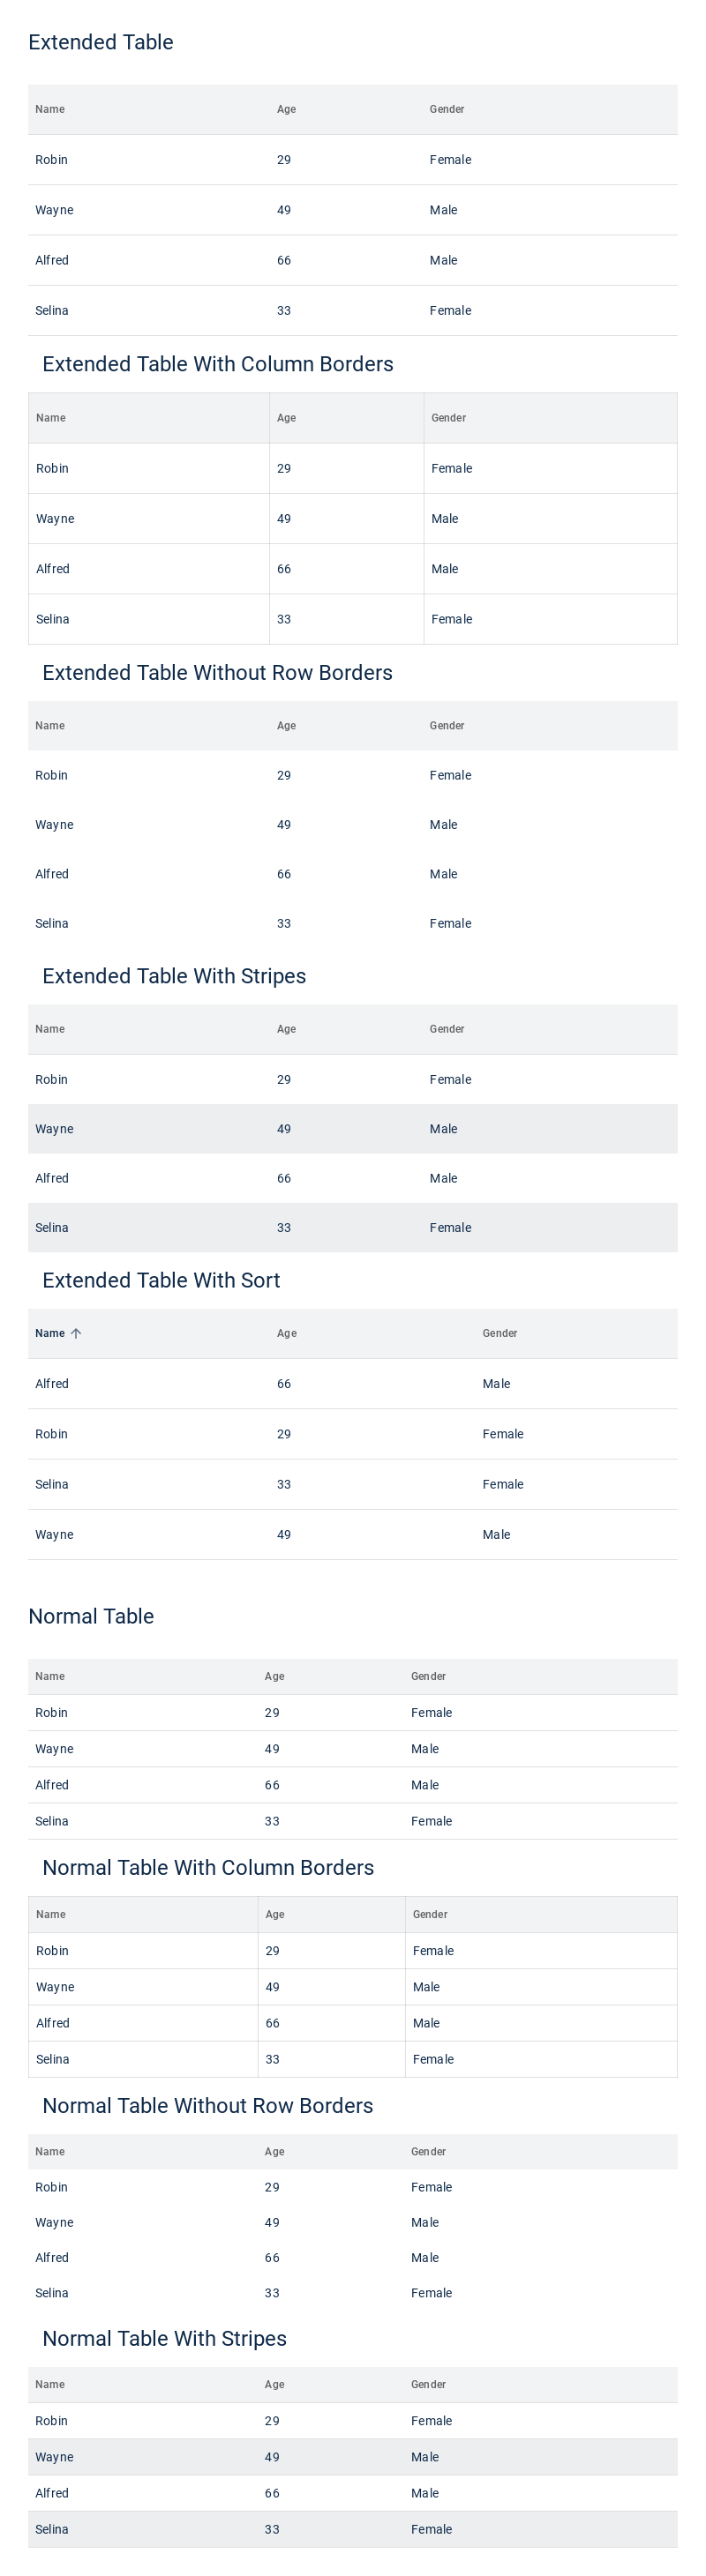 Extended Table
Name Age Gender
Robin 29 Female
Wayne 49 Male
Alfred 66 Male
Selina 33 Female
Extended Table With Column Borders
Name Age Gender
Robin 29 Female
Wayne 49 Male
Alfred 66 Male
Selina 33 Female
Extended Table Without Row Borders
Name Age Gender
Robin 29 Female
Wayne 49 Male
Alfred 66 Male
Selina 33 Female
Extended Table With Stripes
Name Age Gender
Robin 29 Female
Wayne 49 Male
Alfred 66 Male
Selina 33 Female
Extended Table With Sort
Name Age Gender
Alfred 66 Male
Robin 29 Female
Selina 33 Female
Wayne 49 Male
Normal Table
Name Age Gender
Robin 29 Female
Wayne 49 Male
Alfred 66 Male
Selina 33 Female
Normal Table With Column Borders
Name Age Gender
Robin 29 Female
Wayne 49 Male
Alfred 66 Male
Selina 33 Female
Normal Table Without Row Borders
Name Age Gender
Robin 29 Female
Wayne 49 Male
Alfred 66 Male
Selina 33 Female
Normal Table With Stripes
Name Age Gender
Robin 29 Female
Wayne 49 Male
Alfred 66 Male
Selina 33 Female